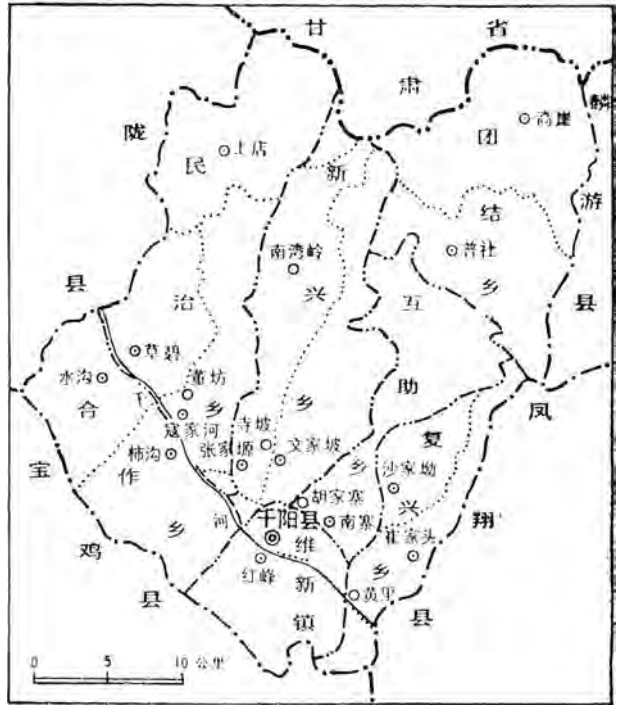 甘肃省
麟游县
陇县
宝鸡县
凤翔县
民治乡
新兴乡
团结乡
互助乡
复兴乡
合作乡
维新镇
上店
高崖
南湾岭
普社
草碧
水沟
董坊
寇家河
柿沟
寺坡
张家塬
文家坡
沙家坳
胡家寨
千阳县
南寨
崔家头
红峰
黄里
千
河
0 5 10 公里